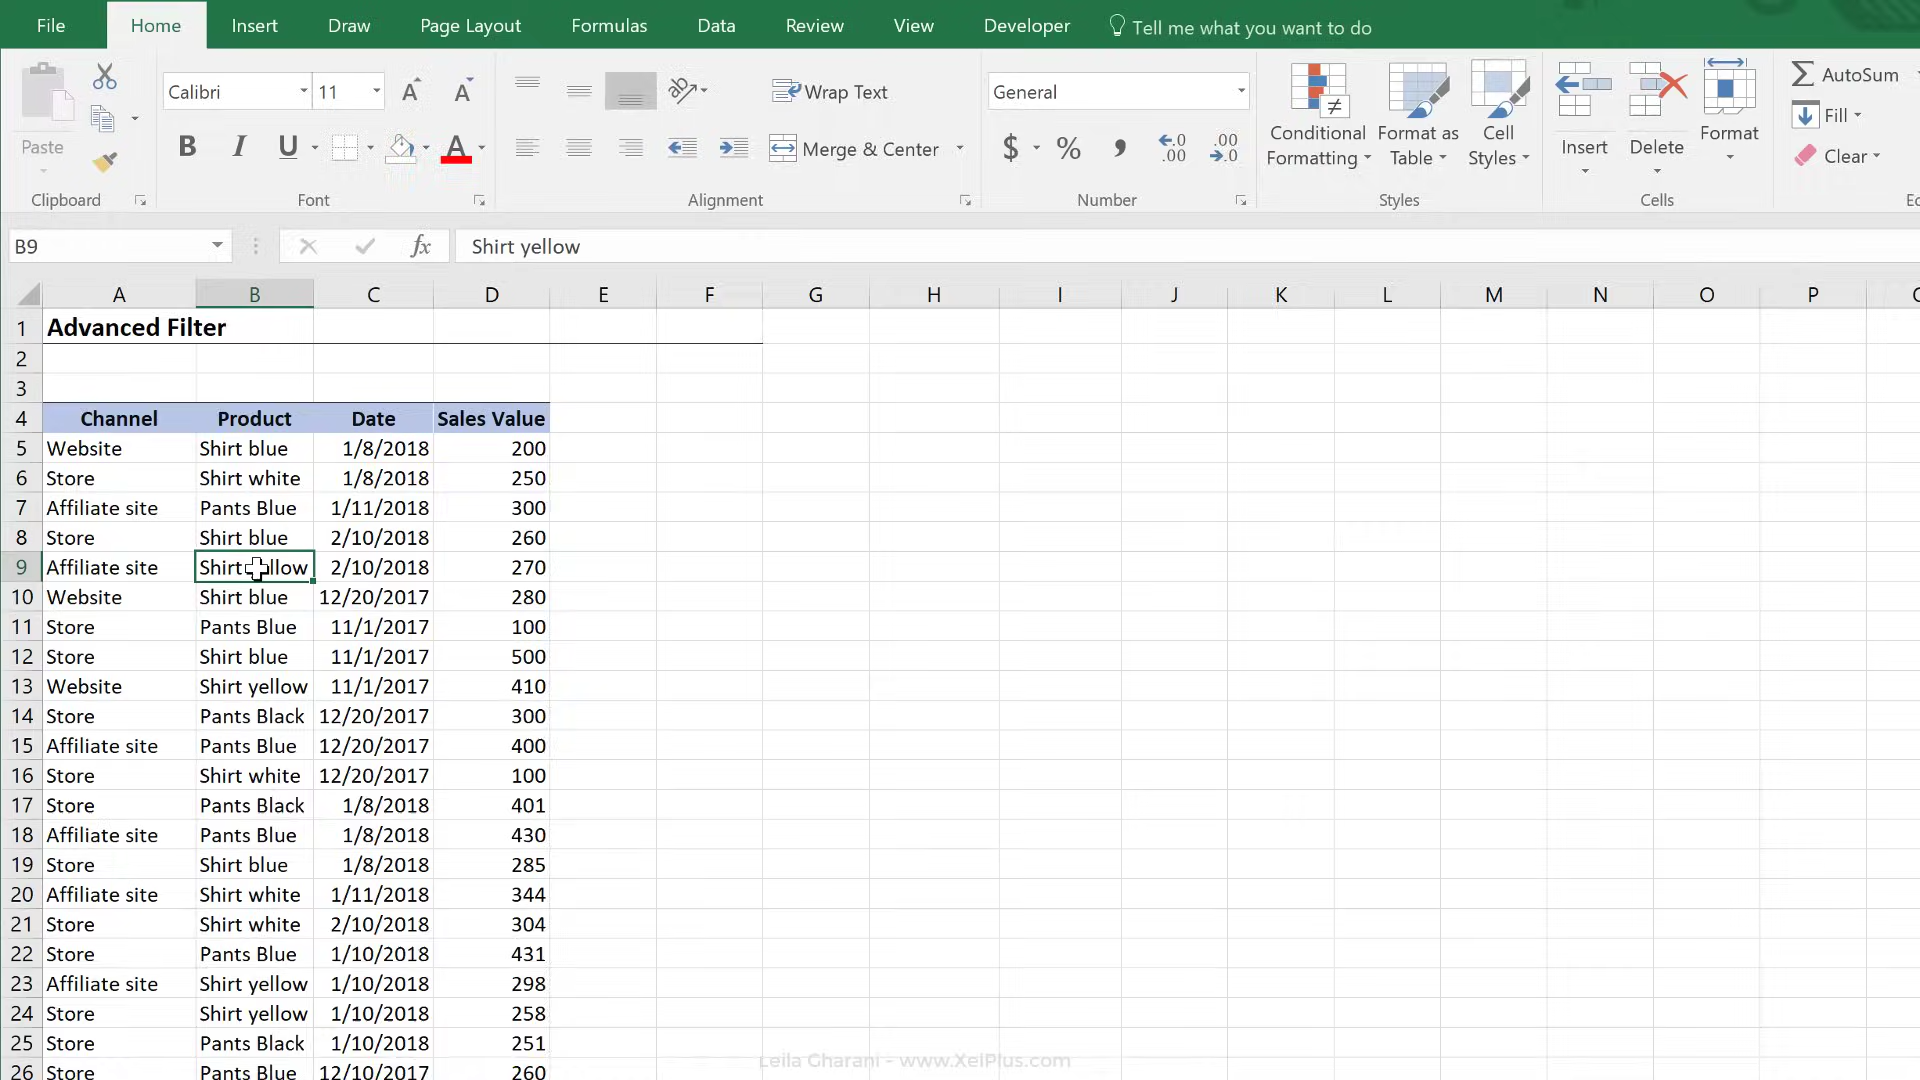 File Home Insert Draw Page Layout Formulas Data Review View Developer Tell me what you want to do
Calibri 11 Wrap Text General AutoSum
Paste B I U A Merge & Center $ % , Conditional Formatting Format as Table Cell Styles Insert Delete Format Fill
Clear
Clipboard Font Alignment Number Styles Cells
B9 fx Shirt yellow
A B C D E F G H I J K L M N O P
1 Advanced Filter
2
3
4 Channel Product Date Sales Value
5 Website Shirt blue 1/8/2018 200
6 Store Shirt white 1/8/2018 250
7 Affiliate site Pants Blue 1/11/2018 300
8 Store Shirt blue 2/10/2018 260
9 Affiliate site Shirt yellow 2/10/2018 270
10 Website Shirt blue 12/20/2017 280
11 Store Pants Blue 11/1/2017 100
12 Store Shirt blue 11/1/2017 500
13 Website Shirt yellow 11/1/2017 410
14 Store Pants Black 12/20/2017 300
15 Affiliate site Pants Blue 12/20/2017 400
16 Store Shirt white 12/20/2017 100
17 Store Pants Black 1/8/2018 401
18 Affiliate site Pants Blue 1/8/2018 430
19 Store Shirt blue 1/8/2018 285
20 Affiliate site Shirt white 1/11/2018 344
21 Store Shirt white 2/10/2018 304
22 Store Pants Blue 1/10/2018 431
23 Affiliate site Shirt yellow 1/10/2018 298
24 Store Shirt yellow 1/10/2018 258
25 Store Pants Black 1/10/2018 251
26 Store Pants Blue 12/10/2017 260
Leila Gharani - www.XelPlus.com